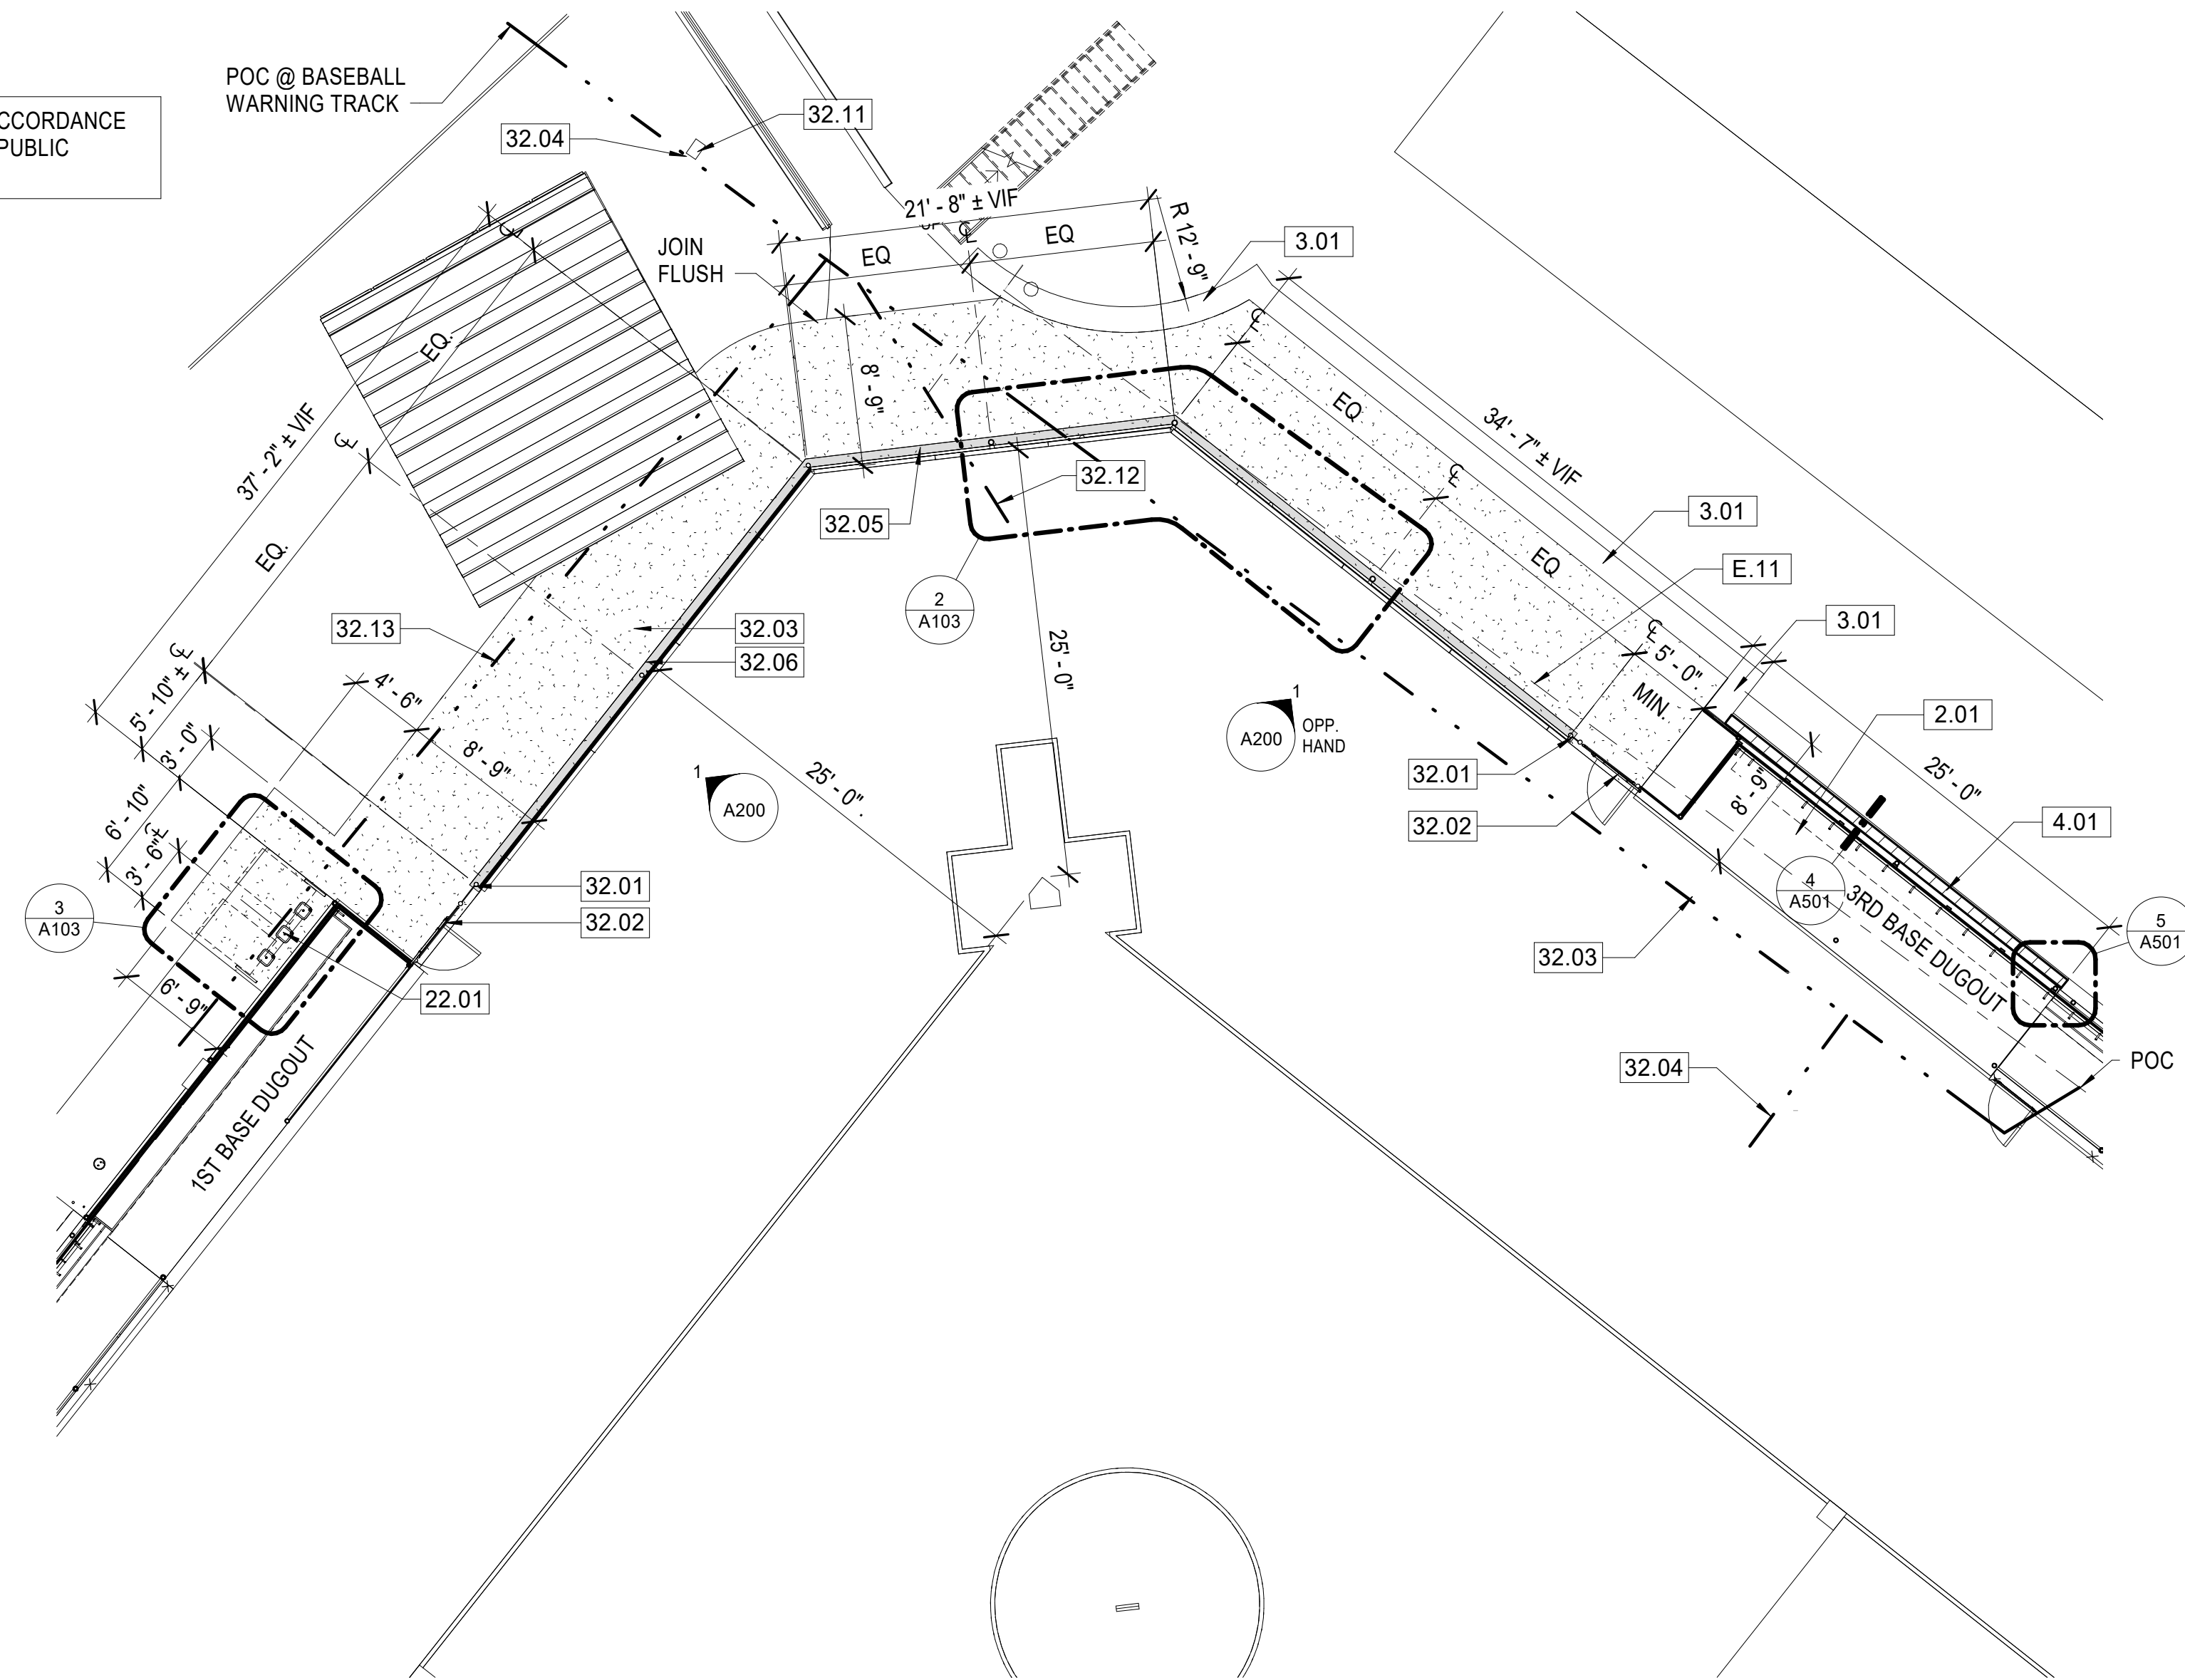 POC @ BASEBALL
WARNING TRACK
CCORDANCE
PUBLIC
32.04
32.11
21' - 8" ± VIF
EQ
℄
EQ
R 12' - 9"
3.01
JOIN
FLUSH
℄
EQ.
8' - 9"
℄
EQ
34' - 7" ± VIF
37' - 2" ± VIF
℄
℄
32.12
32.05
3.01
EQ.
EQ
E.11
2
A103
32.13
32.03
32.06
25' - 0"
℄
3.01
5' - 0"
MIN.
5' - 10" ±
℄
4' - 6"
3' - 0"
8' - 9"
1
A200
25' - 0"
1
A200
OPP.
HAND
2.01
32.01
25' - 0"
8' - 9"
32.02
4.01
6' - 10"
3' - 6"
℄
3
A103
32.01
32.02
4
A501
3RD BASE DUGOUT
5
A501
32.03
22.01
6' - 9"
1ST BASE DUGOUT
32.04
POC